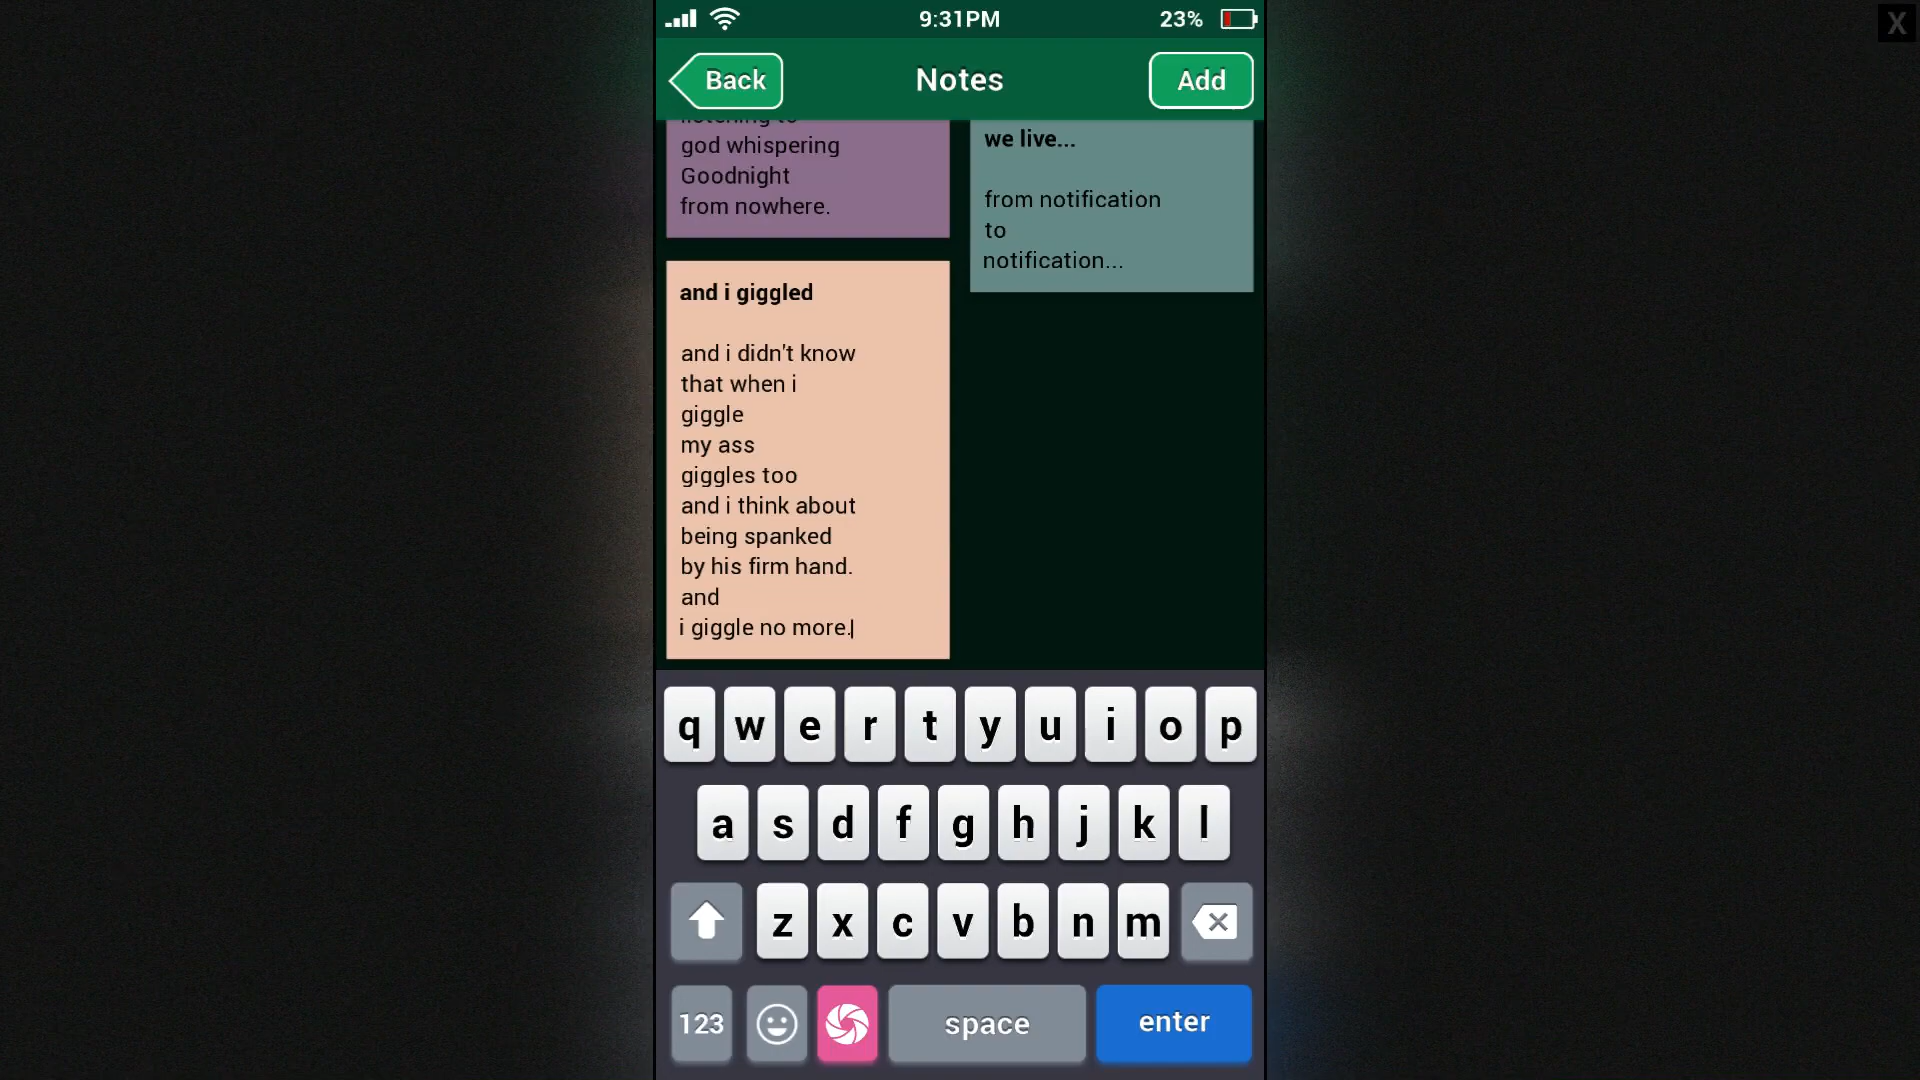 9:31PM
23%
X
Back
Notes
Add
listening to
god whispering
Goodnight
from nowhere.
we live...
from notification
to
notification...
and i giggled
and i didn't know
that when i
giggle
my ass
giggles too
and i think about
being spanked
by his firm hand.
and
i giggle no more.
q w e r t y u i o p
a s d f g h j k l
z x c v b n m
123
space
enter